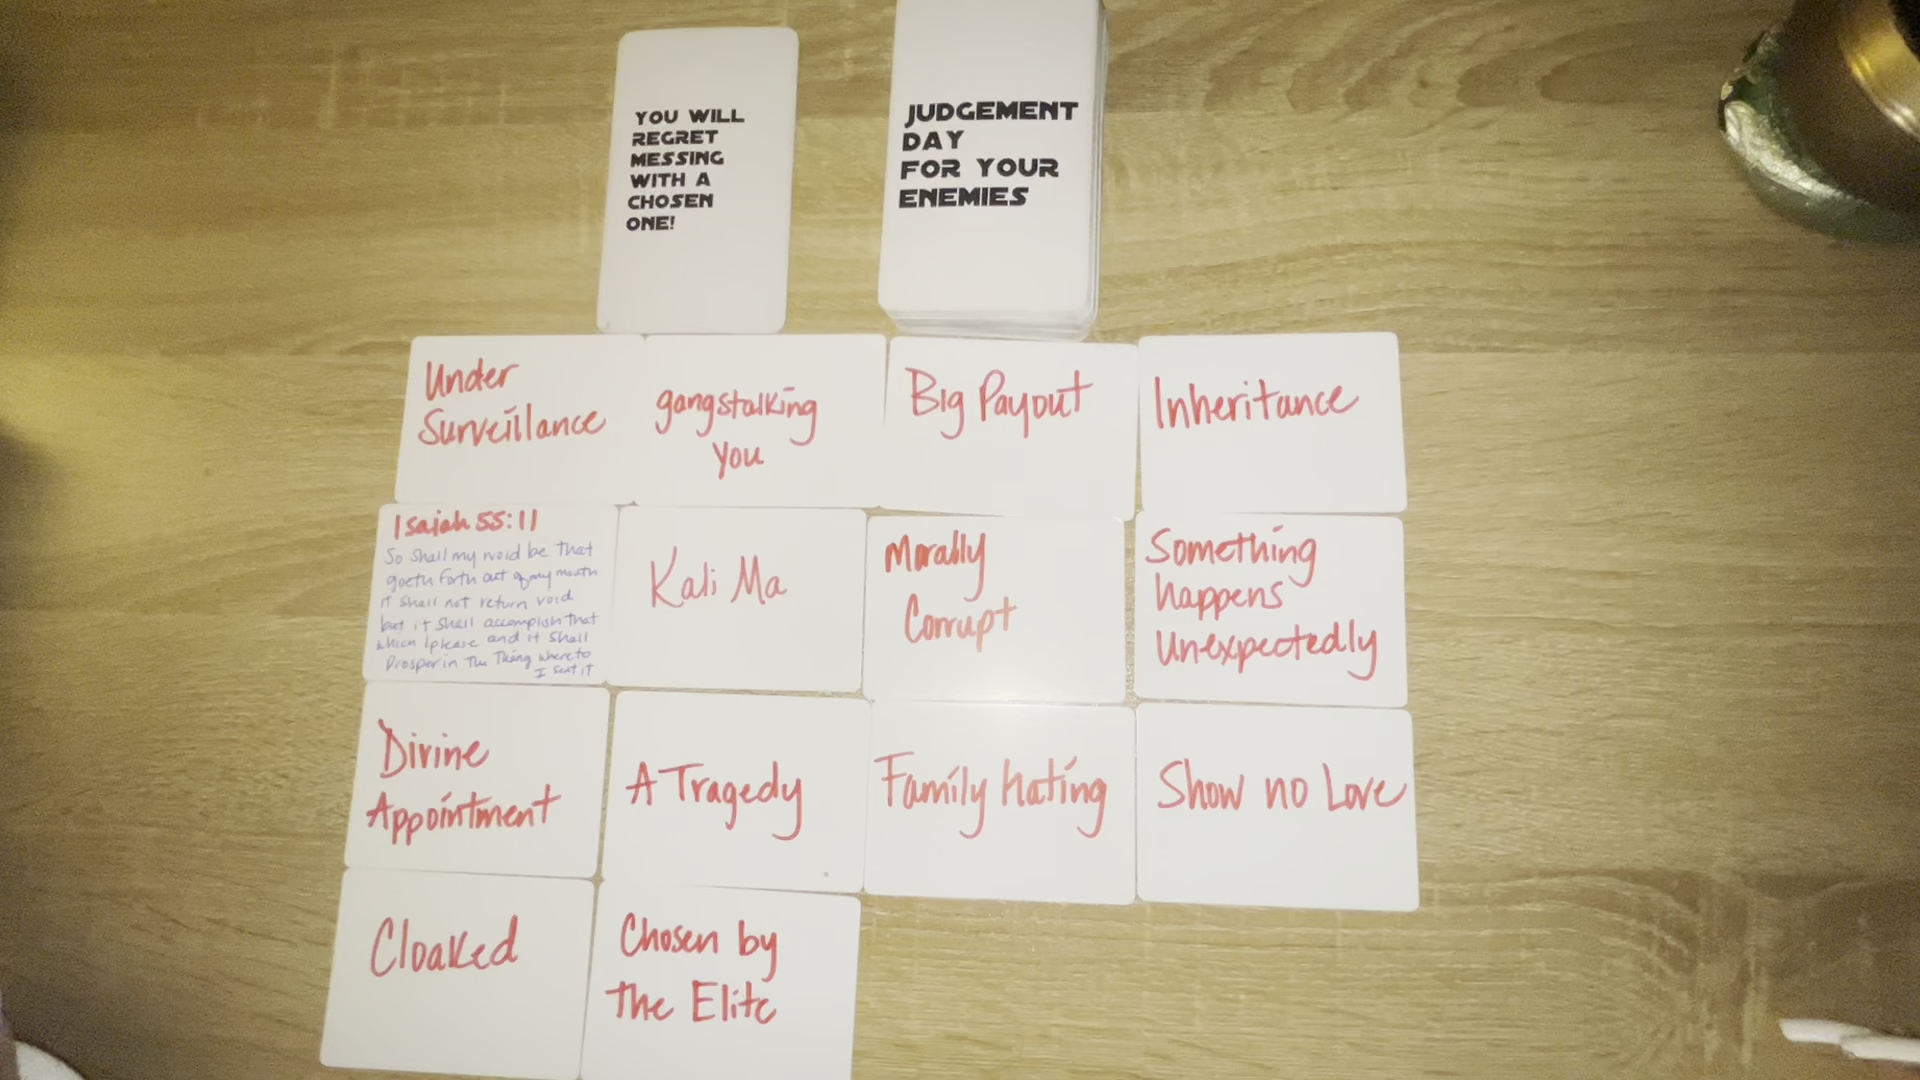 YOU WILL
REGRET
MESSING
WITH A
CHOSEN
ONE!
JUDGEMENT
DAY
FOR YOUR
ENEMIES
Under
Surveillance
gangstalking
You
Big Payout
Inheritance
Isaiah 55:11
So shall my word be that
goeth forth out of my mouth
it shall not return void
but it shall accomplish that
which I please and it shall
Prosper in The Thing whereto
I sent it
Kali Ma
Morally
Corrupt
Something
happens
Unexpectedly
Divine
Appointment
A Tragedy
Family hating
Show no Love
Cloaked
Chosen by
The Elite